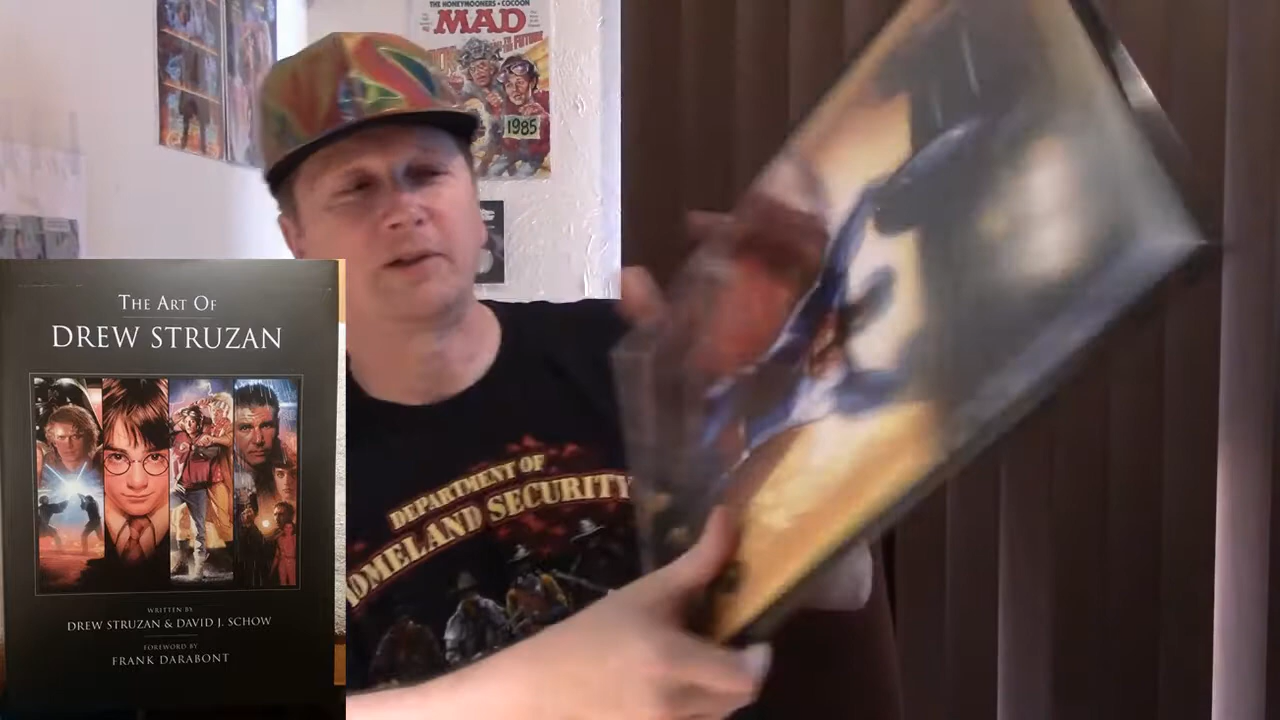 THE HONEYMOONERS • COCOON
MAD
1985
THE ART OF
DREW STRUZAN
WRITTEN BY
DREW STRUZAN & DAVID J. SCHOW
FOREWORD BY
FRANK DARABONT
DEPARTMENT OF
HOMELAND SECURITY